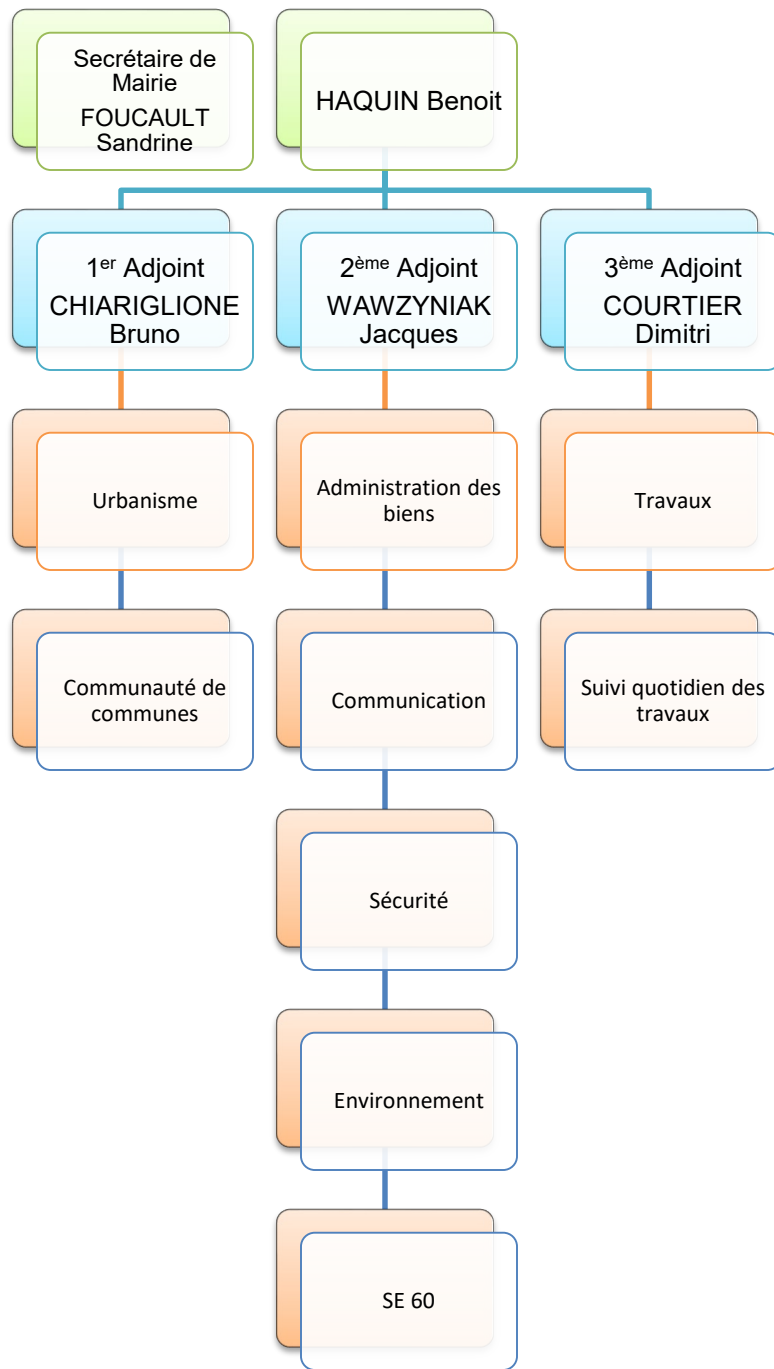 Secrétaire de
Mairie
FOUCAULT
Sandrine
HAQUIN Benoit
1er Adjoint
CHIARIGLIONE
Bruno
2ème Adjoint
WAWZYNIAK
Jacques
3ème Adjoint
COURTIER
Dimitri
Urbanisme
Administration des
biens
Travaux
Communauté de
communes
Communication
Suivi quotidien des
travaux
Sécurité
Environnement
SE 60